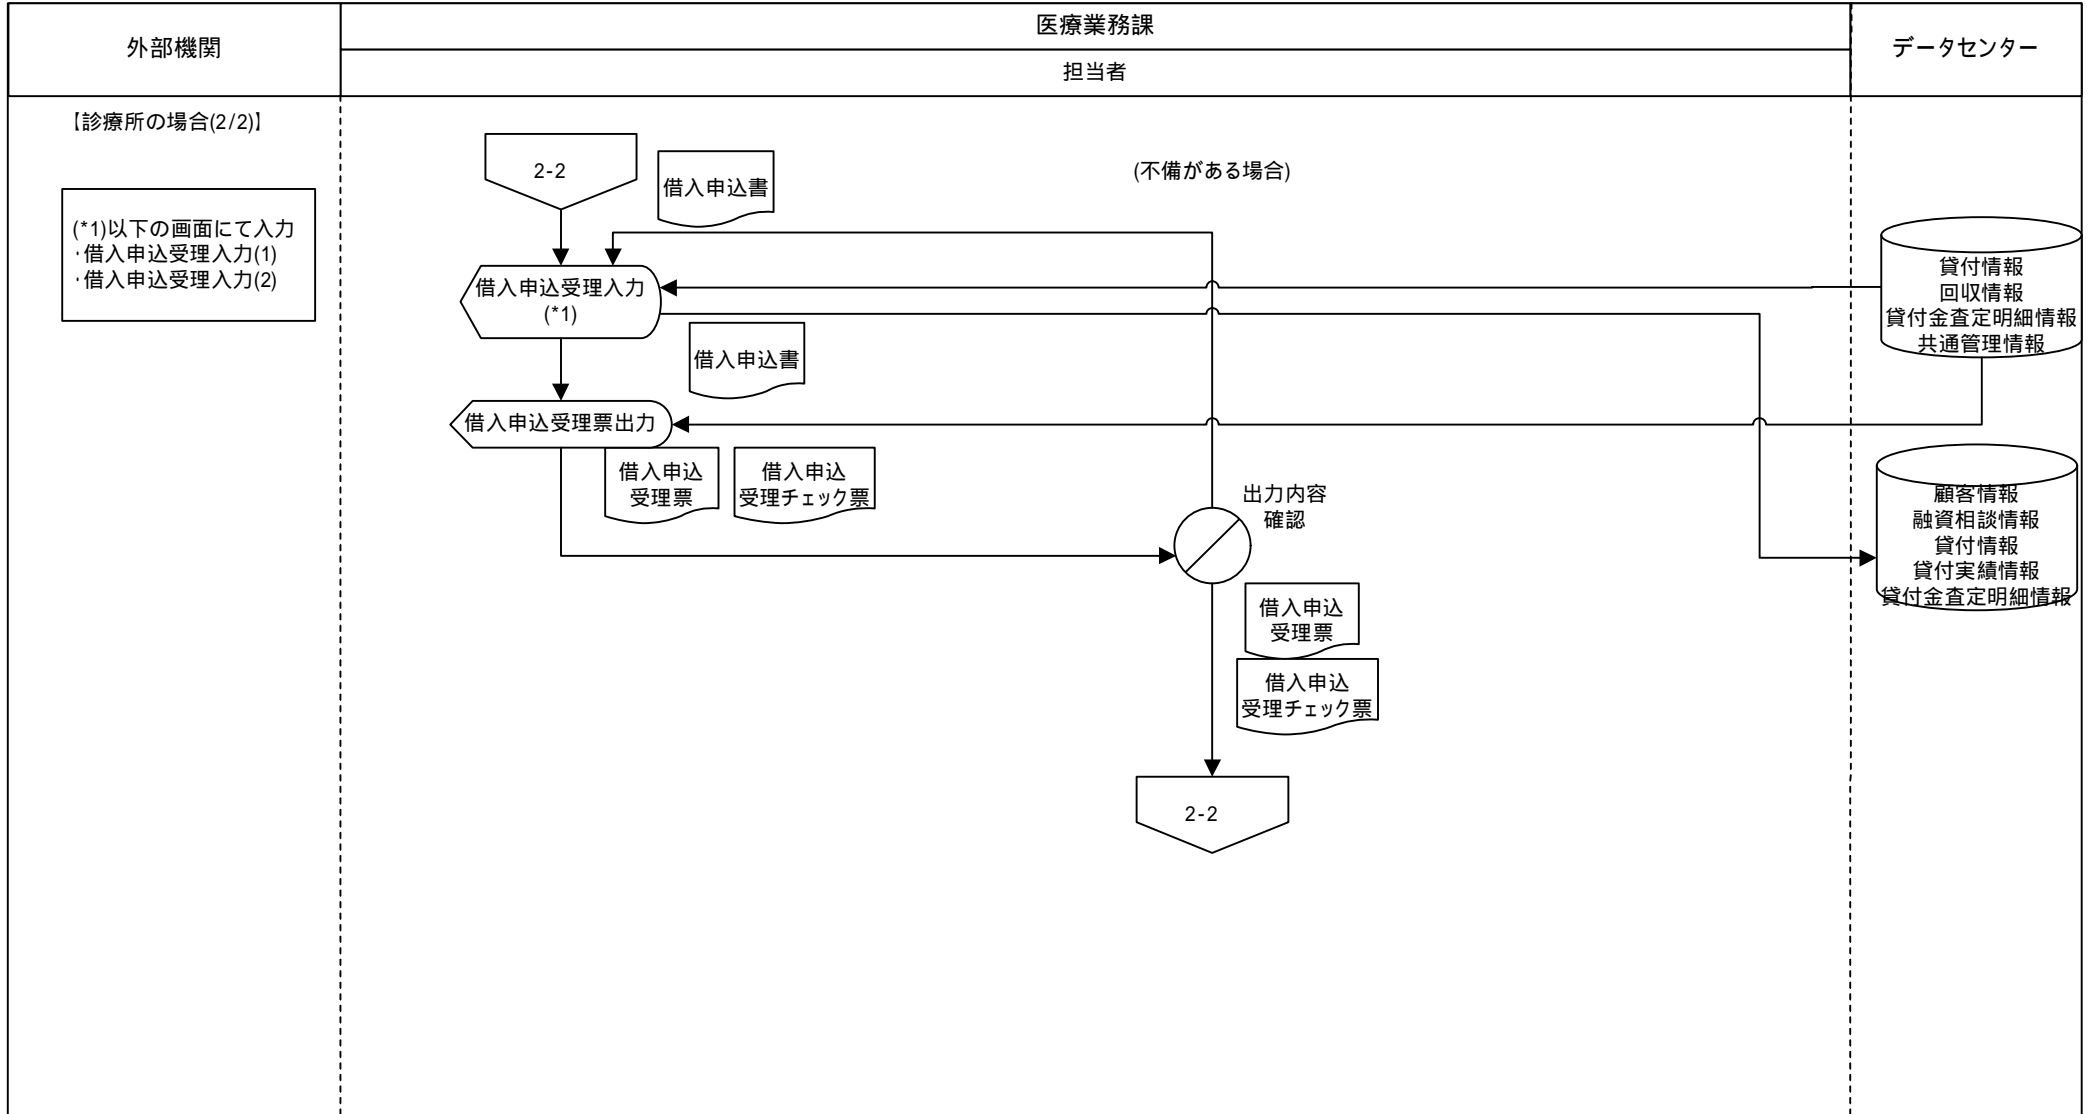 外部機関
医療業務課
担当者
データセンター
【診療所の場合(2/2)】
(*1)以下の画面にて入力
・借入申込受理入力(1)
・借入申込受理入力(2)
2-2
借入申込書
(不備がある場合)
借入申込受理入力
(*1)
借入申込書
貸付情報
回収情報
貸付金査定明細情報
共通管理情報
借入申込受理票出力
借入申込
受理票
借入申込
受理チェック票
出力内容
確認
顧客情報
融資相談情報
貸付情報
貸付実績情報
貸付金査定明細情報
借入申込
受理票
借入申込
受理チェック票
2-2